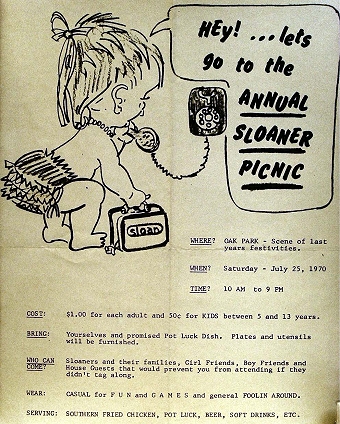 HEy! ...lets
go to the
ANNUAL
SLOANER
PICNIC
SLOAN
WHERE? OAK PARK - Scene of last
years festivities.
WHEN? Saturday - July 25, 1970
TIME? 10 AM to 9 PM
COST: $1.00 for each adult and 50c for KIDS between 5 and 13 years.
BRING: Yourselves and promised Pot Luck Dish. Plates and utensils
will be furnished.
WHO CAN COME? Sloaners and their families, Girl Friends, Boy Friends and
House Guests that would prevent you from attending if they
didn't tag along.
WEAR: CASUAL for F U N and G A M E S and general FOOLIN AROUND.
SERVING: SOUTHERN FRIED CHICKEN, POT LUCK, BEER, SOFT DRINKS, ETC.